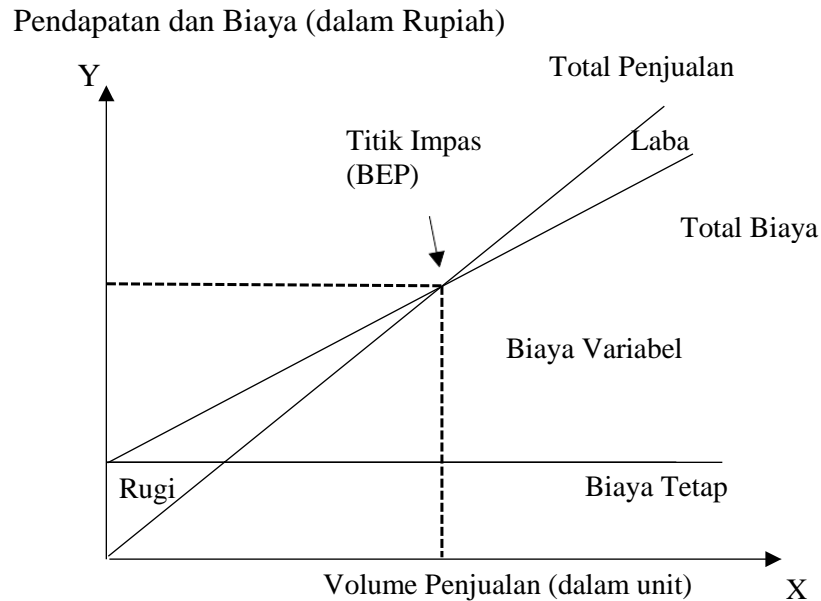 Pendapatan dan Biaya (dalam Rupiah)
Y
Total Penjualan
Titik Impas
(BEP)
Laba
Total Biaya
Biaya Variabel
Rugi
Biaya Tetap
Volume Penjualan (dalam unit)
X